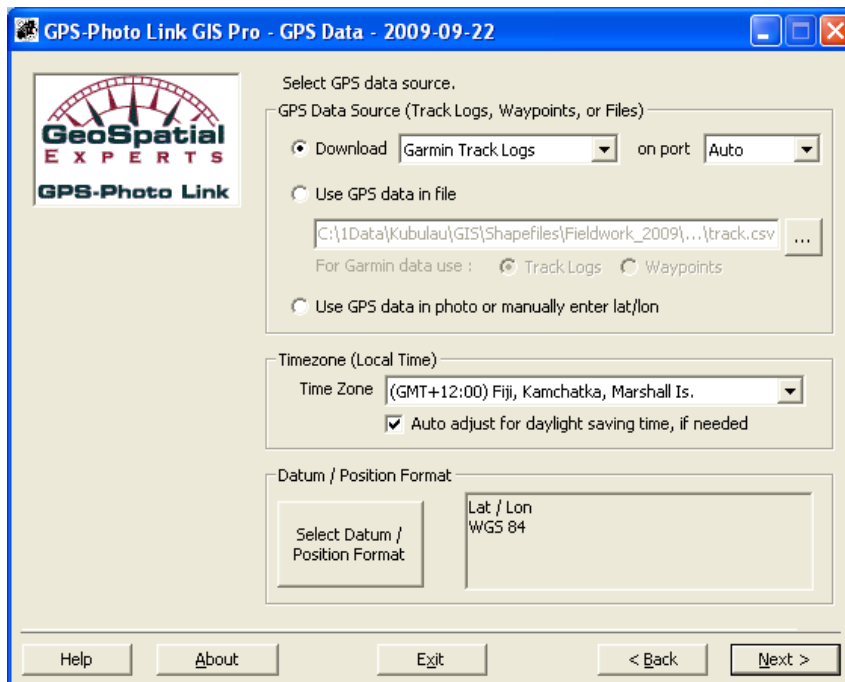 GPS-Photo Link GIS Pro - GPS Data - 2009-09-22
GeoSpatial
EXPERTS
GPS-Photo Link
Select GPS data source.
GPS Data Source (Track Logs, Waypoints, or Files)
Download Garmin Track Logs on port Auto
Use GPS data in file
C:\1Data\Kubulau\GIS\Shapefiles\Fieldwork_2009\...\track.csv ...
For Garmin data use : Track Logs Waypoints
Use GPS data in photo or manually enter lat/lon
Timezone (Local Time)
Time Zone (GMT+12:00) Fiji, Kamchatka, Marshall Is.
Auto adjust for daylight saving time, if needed
Datum / Position Format
Select Datum /
Position Format
Lat / Lon
WGS 84
Help About Exit < Back Next >